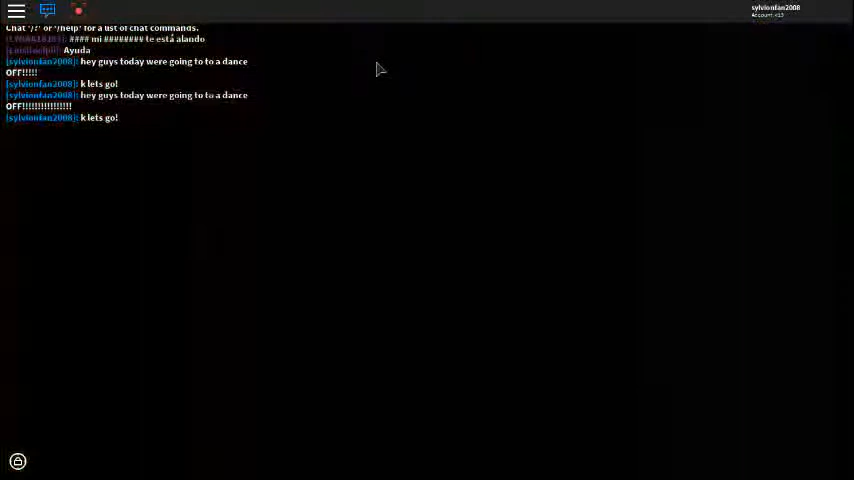 sylvionfan2008
Account: <13
Chat '/?' or '/help' for a list of chat commands.
#### mi ######## te está alando
Ayuda
[sylvionfan2008]: hey guys today were going to to a dance
OFF!!!!!
[sylvionfan2008]: k lets go!
[sylvionfan2008]: hey guys today were going to to a dance
OFF!!!!!!!!!!!!!!!!
[sylvionfan2008]: k lets go!